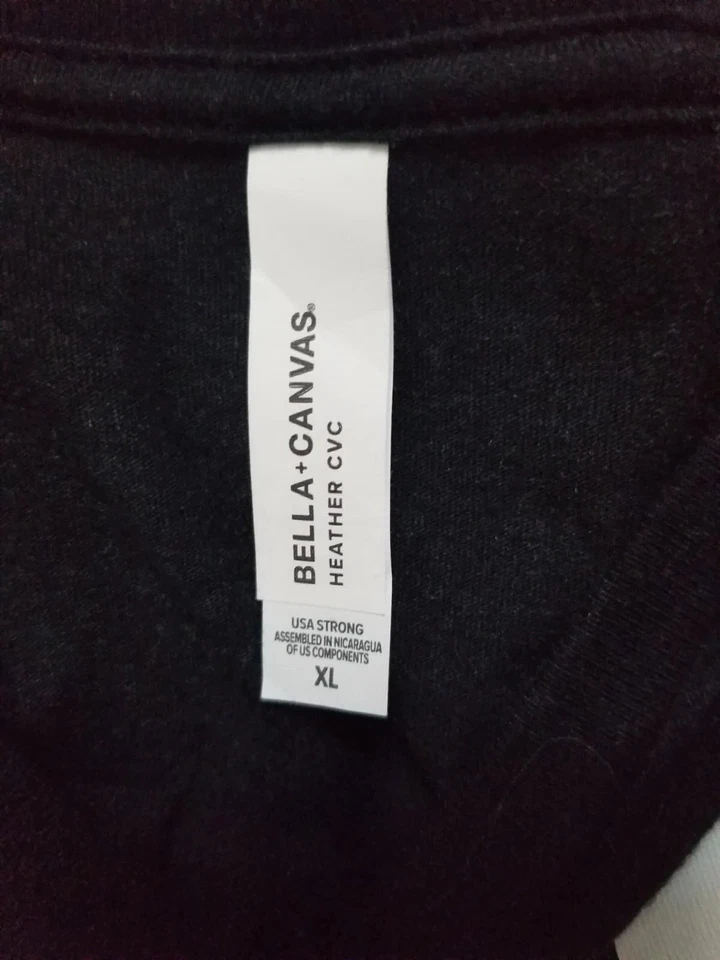 BELLA+CANVAS®
HEATHER CVC
USA STRONG
ASSEMBLED IN NICARAGUA
OF US COMPONENTS
XL